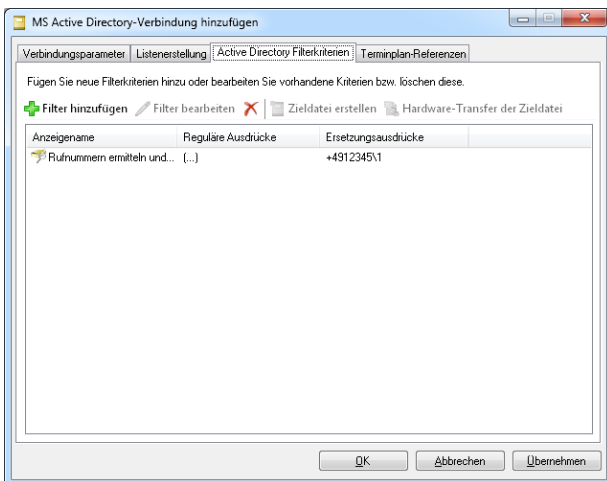 MS Active Directory-Verbindung hinzufügen
Verbindungsparameter Listenerstellung Active Directory Filterkriterien Terminplan-Referenzen
Fügen Sie neue Filterkriterien hinzu oder bearbeiten Sie vorhandene Kriterien bzw. löschen diese.
Filter hinzufügen Filter bearbeiten Zieldatei erstellen Hardware-Transfer der Zieldatei
Anzeigename Reguläre Ausdrücke Ersetzungsausdrücke
Rufnummern ermitteln und... (...) +4912345\1
OK Abbrechen Übernehmen